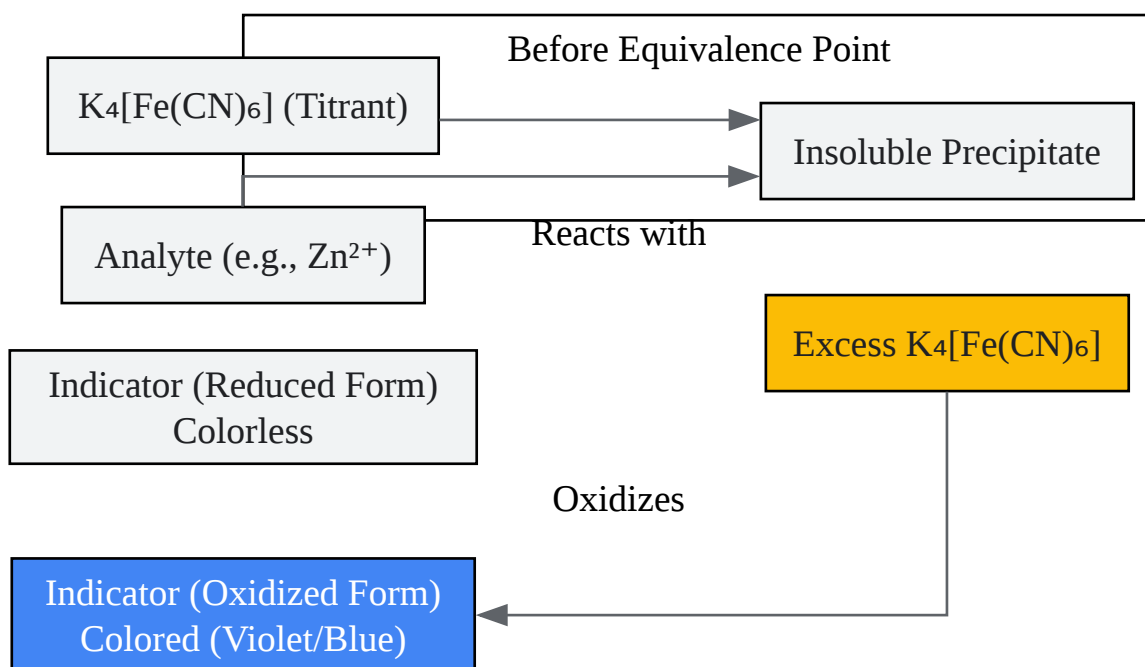 Before Equivalence Point
K₄[Fe(CN)₆] (Titrant)
Insoluble Precipitate
Reacts with
Analyte (e.g., Zn²⁺)
Excess K₄[Fe(CN)₆]
Indicator (Reduced Form)
Colorless
Oxidizes
Indicator (Oxidized Form)
Colored (Violet/Blue)